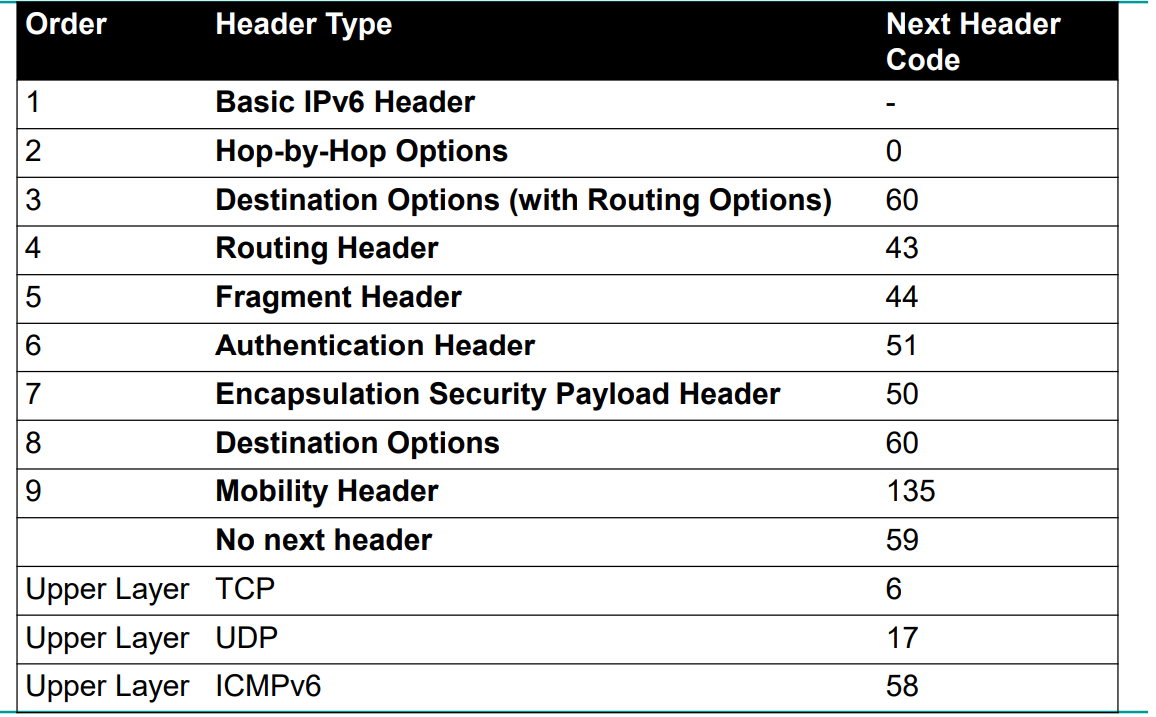 Order Header Type Next Header
Code
1 Basic IPv6 Header -
2 Hop-by-Hop Options 0
3 Destination Options (with Routing Options) 60
4 Routing Header 43
5 Fragment Header 44
6 Authentication Header 51
7 Encapsulation Security Payload Header 50
8 Destination Options 60
9 Mobility Header 135
No next header 59
Upper Layer TCP 6
Upper Layer UDP 17
Upper Layer ICMPv6 58